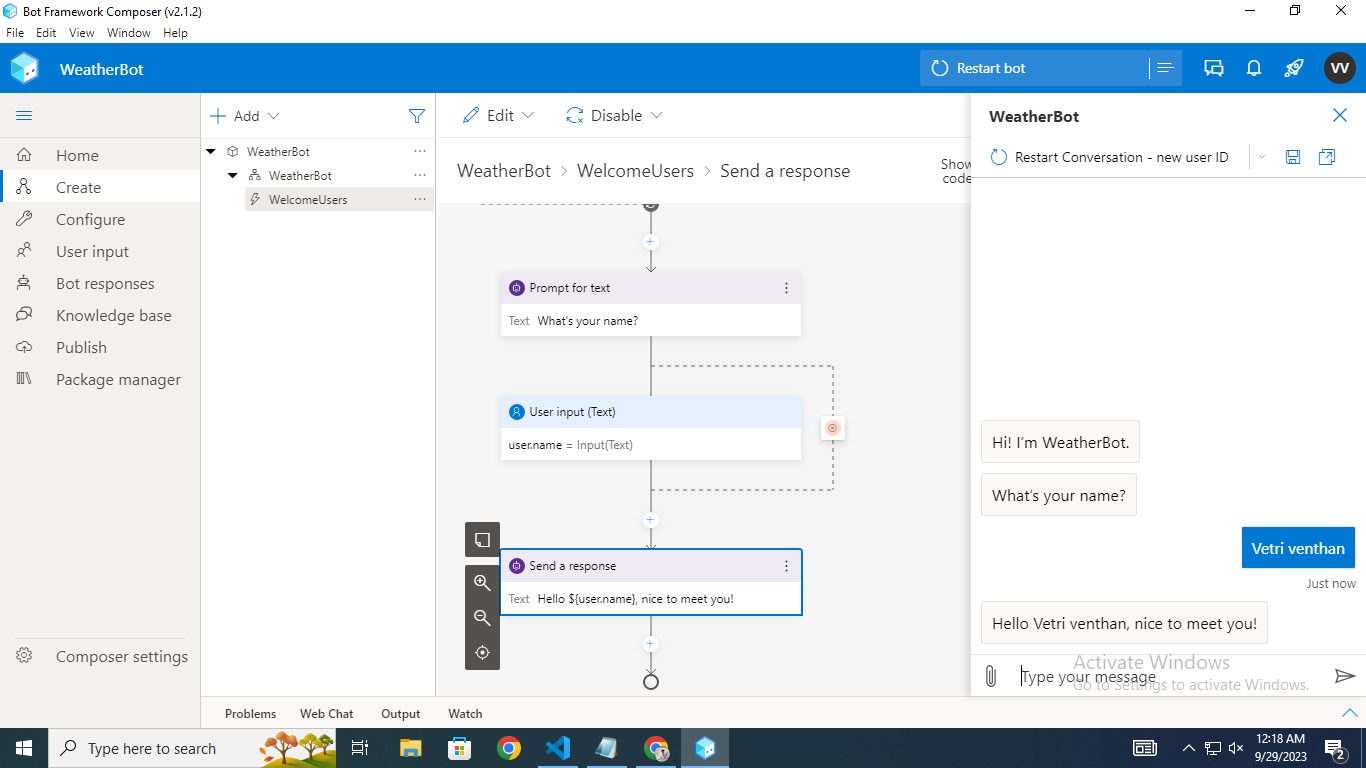 Bot Framework Composer (v2.1.2)
File Edit View Window Help
WeatherBot
Restart bot
VV
Home
Create
Configure
User input
Bot responses
Knowledge base
Publish
Package manager
Composer settings
Add
WeatherBot
WeatherBot
WelcomeUsers
Edit Disable
WeatherBot > WelcomeUsers > Send a response
Show
code
Prompt for text
Text What's your name?
User input (Text)
user.name = Input(Text)
Send a response
Text Hello ${user.name}, nice to meet you!
WeatherBot
Restart Conversation - new user ID
Hi! I'm WeatherBot.
What's your name?
Vetri venthan
Just now
Hello Vetri venthan, nice to meet you!
Type your message
Activate Windows
Go to Settings to activate Windows.
Problems Web Chat Output Watch
Type here to search
12:18 AM
9/29/2023
2